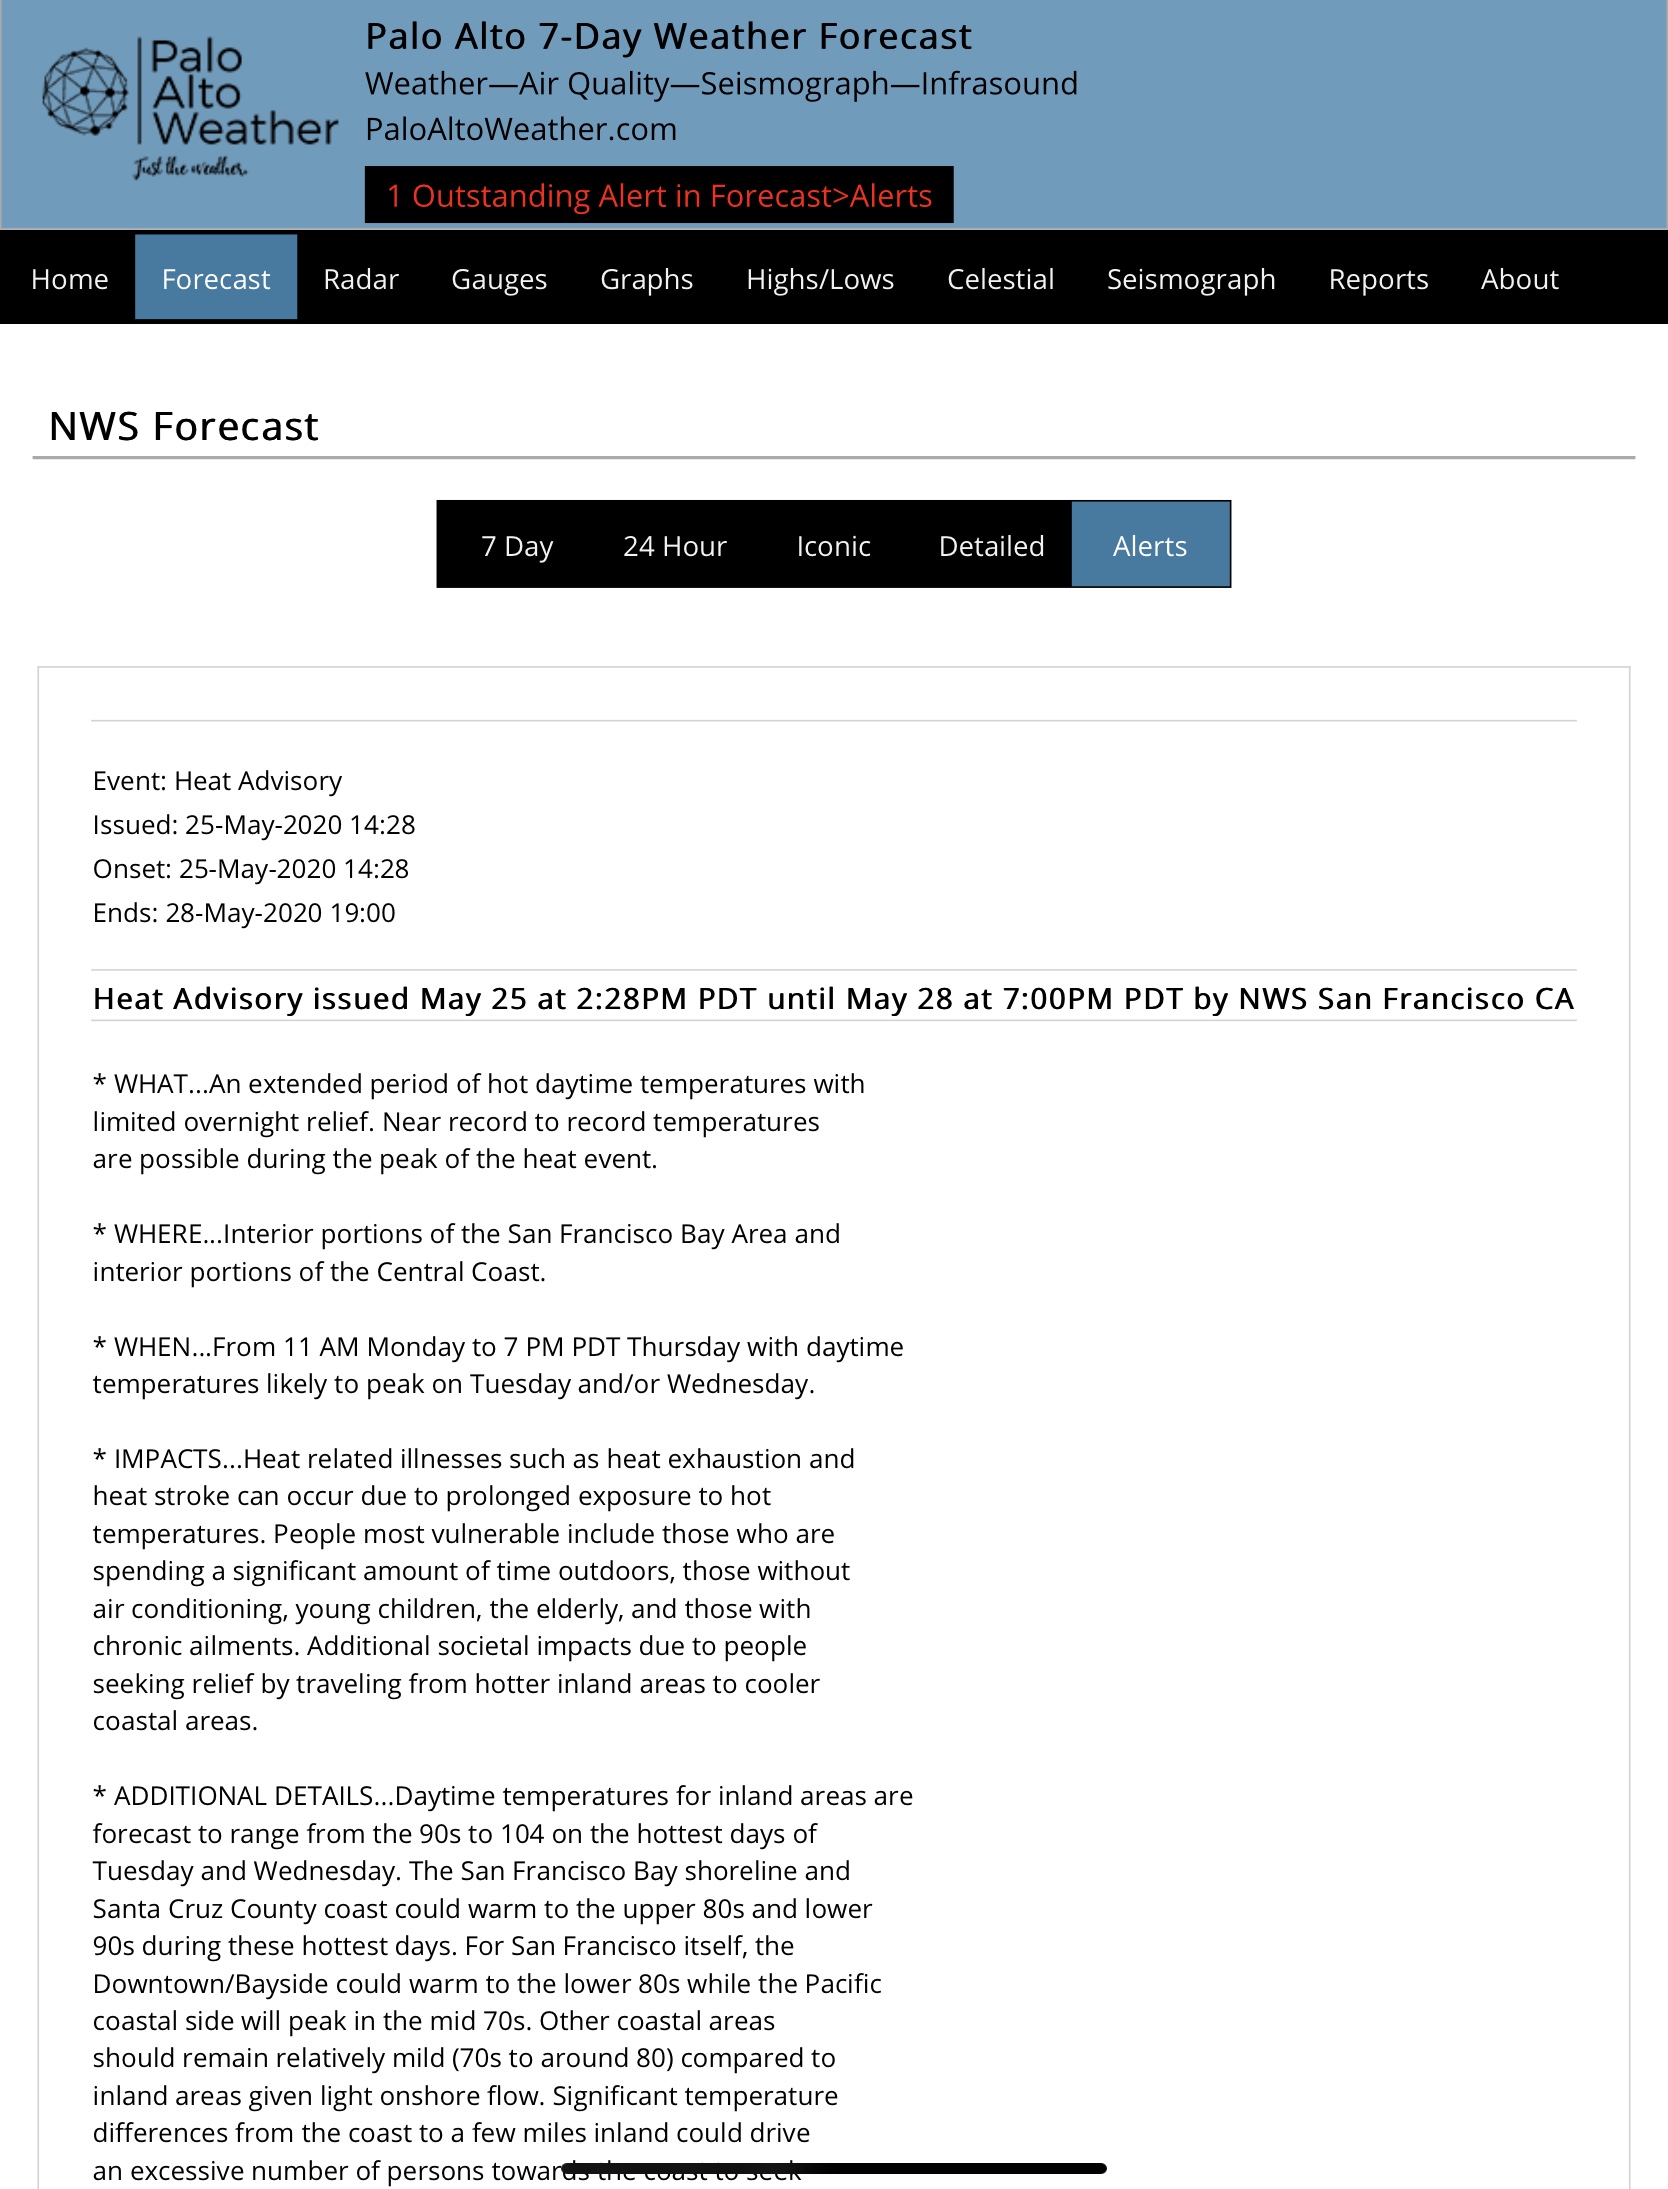 Palo
Alto
Weather
Just the weather.
Palo Alto 7-Day Weather Forecast
Weather—Air Quality—Seismograph—Infrasound
PaloAltoWeather.com
1 Outstanding Alert in Forecast>Alerts
Home Forecast Radar Gauges Graphs Highs/Lows Celestial Seismograph Reports About
NWS Forecast
7 Day 24 Hour Iconic Detailed Alerts
Event: Heat Advisory
Issued: 25-May-2020 14:28
Onset: 25-May-2020 14:28
Ends: 28-May-2020 19:00
Heat Advisory issued May 25 at 2:28PM PDT until May 28 at 7:00PM PDT by NWS San Francisco CA
* WHAT...An extended period of hot daytime temperatures with
limited overnight relief. Near record to record temperatures
are possible during the peak of the heat event.
* WHERE...Interior portions of the San Francisco Bay Area and
interior portions of the Central Coast.
* WHEN...From 11 AM Monday to 7 PM PDT Thursday with daytime
temperatures likely to peak on Tuesday and/or Wednesday.
* IMPACTS...Heat related illnesses such as heat exhaustion and
heat stroke can occur due to prolonged exposure to hot
temperatures. People most vulnerable include those who are
spending a significant amount of time outdoors, those without
air conditioning, young children, the elderly, and those with
chronic ailments. Additional societal impacts due to people
seeking relief by traveling from hotter inland areas to cooler
coastal areas.
* ADDITIONAL DETAILS...Daytime temperatures for inland areas are
forecast to range from the 90s to 104 on the hottest days of
Tuesday and Wednesday. The San Francisco Bay shoreline and
Santa Cruz County coast could warm to the upper 80s and lower
90s during these hottest days. For San Francisco itself, the
Downtown/Bayside could warm to the lower 80s while the Pacific
coastal side will peak in the mid 70s. Other coastal areas
should remain relatively mild (70s to around 80) compared to
inland areas given light onshore flow. Significant temperature
differences from the coast to a few miles inland could drive
an excessive number of persons towards the coast to seek